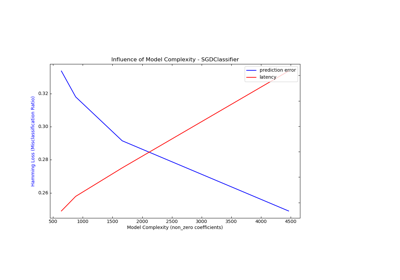 Influence of Model Complexity - SGDClassifier
prediction error
latency
Hamming Loss (Misclassification Ratio)
0.32
0.30
0.28
0.26
500 1000 1500 2000 2500 3000 3500 4000 4500
Model Complexity (non_zero coefficients)